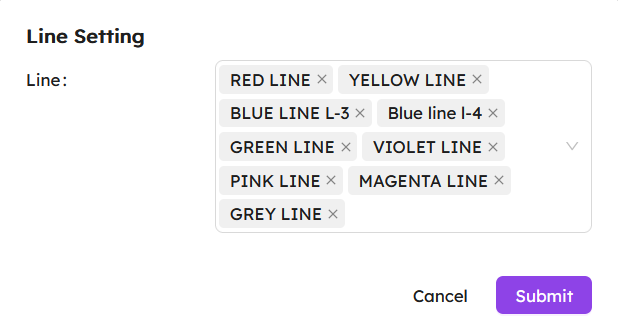 Line Setting
Line:
RED LINE × YELLOW LINE ×
BLUE LINE L-3 × Blue line l-4 ×
GREEN LINE × VIOLET LINE ×
PINK LINE × MAGENTA LINE ×
GREY LINE ×
Cancel Submit